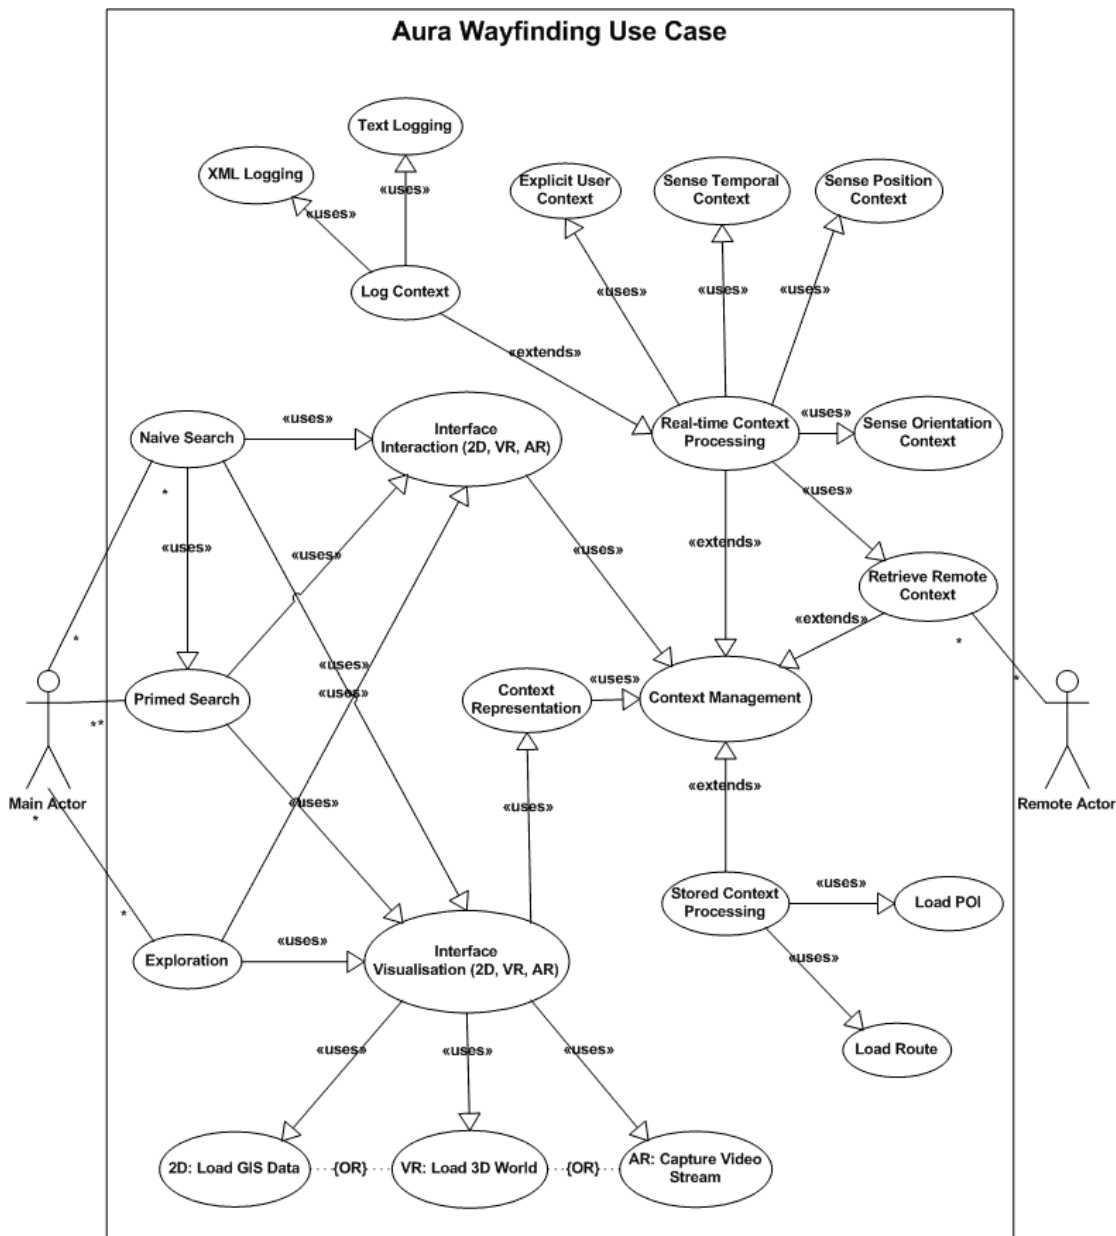 Aura Wayfinding Use Case
Text Logging
XML Logging
«uses»
«uses»
Explicit User
Context
Sense Temporal
Context
Sense Position
Context
Log Context
«uses»
«uses»
«uses»
«extends»
Naive Search
«uses»
Interface
Interaction (2D, VR, AR)
Real-time Context
Processing
«uses»
Sense Orientation
Context
*
«uses»
«uses»
«uses»
«extends»
«uses»
Retrieve Remote
Context
*
«extends»
*
Primed Search
**
«uses»
«uses»
Context
Representation
«uses»
Context Management
*
Main Actor
*
Remote Actor
«uses»
«uses»
«extends»
*
Exploration
«uses»
Interface
Visualisation (2D, VR, AR)
Stored Context
Processing
«uses»
Load POI
«uses»
Load Route
«uses»
«uses»
«uses»
2D: Load GIS Data
{OR}
VR: Load 3D World
{OR}
AR: Capture Video
Stream